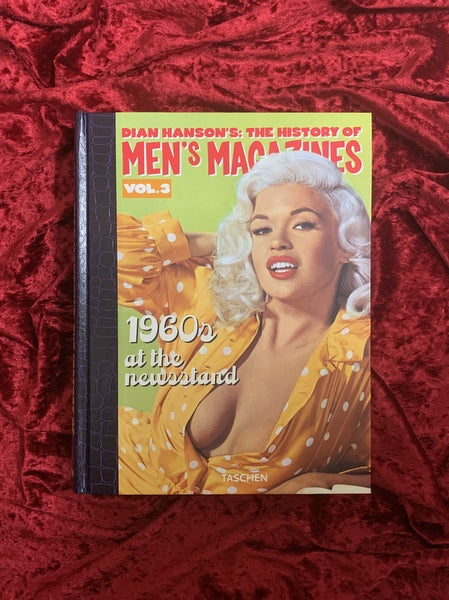 DIAN HANSON'S: THE HISTORY OF
MEN'S MAGAZINES
VOL.3
1960s
at the
newsstand
TASCHEN